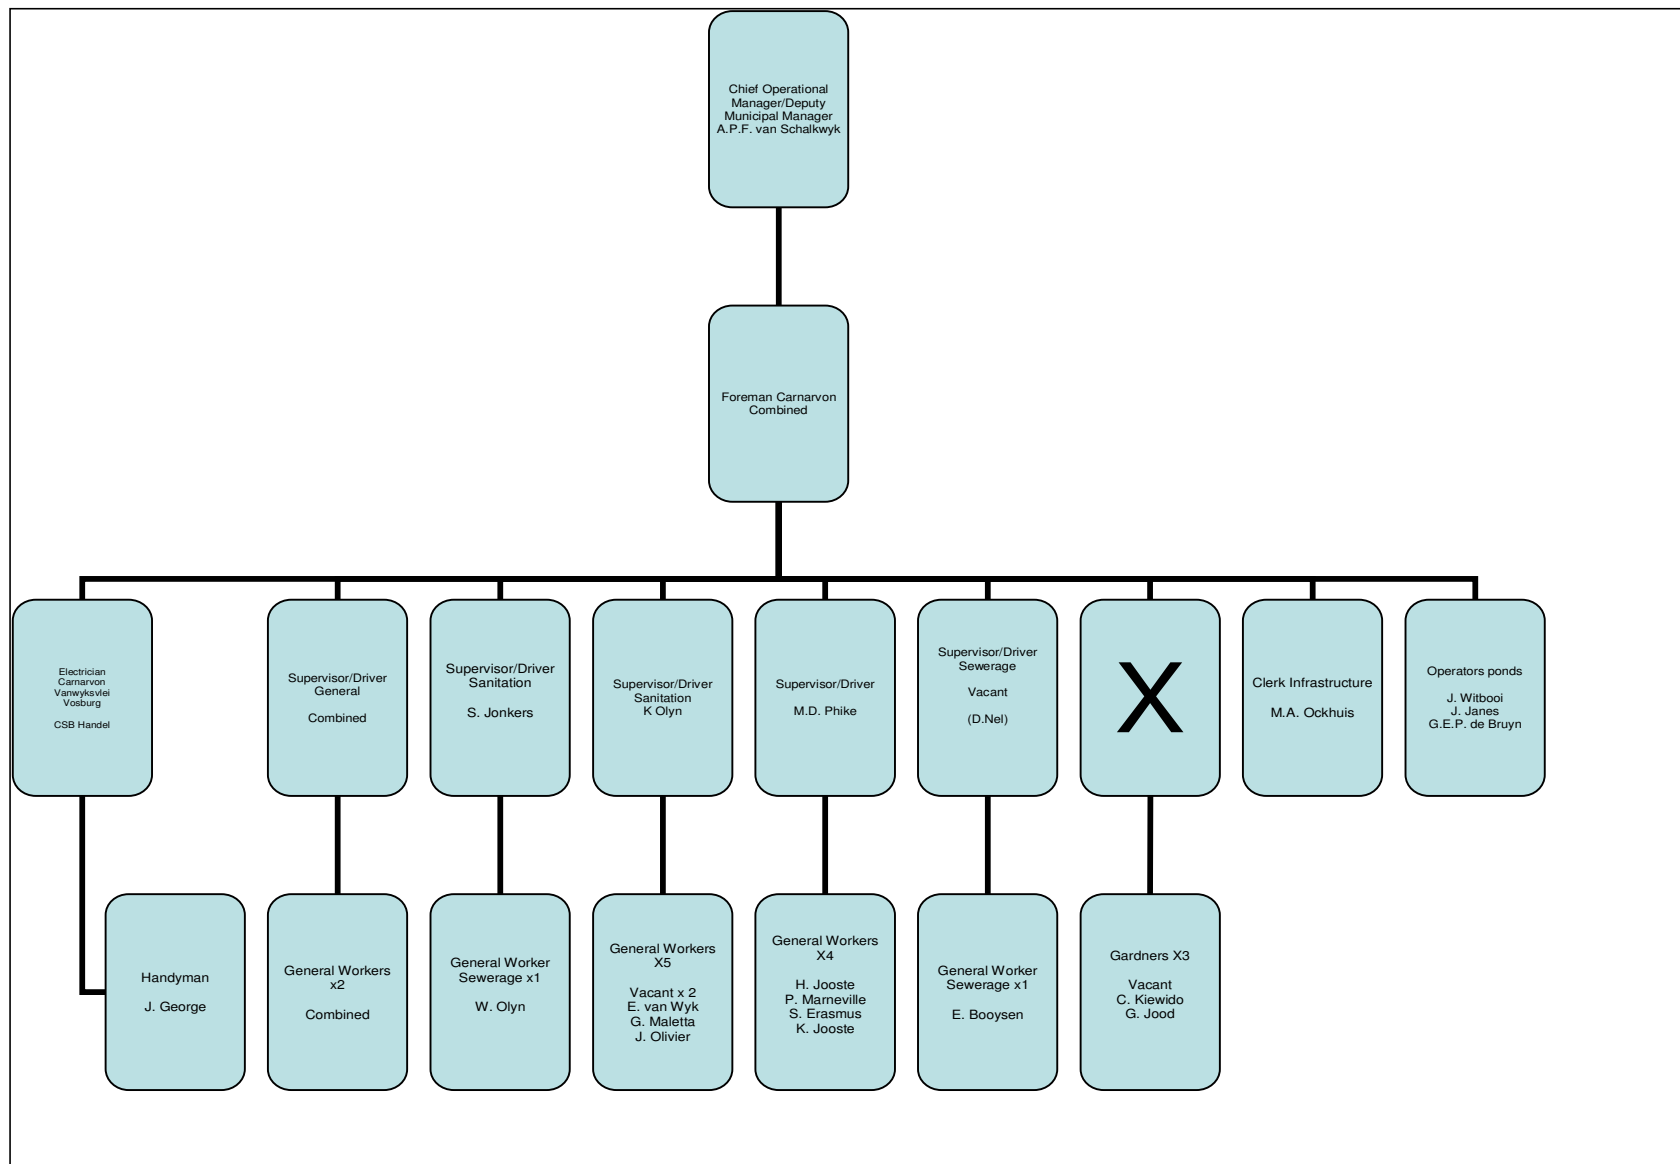 Chief Operational
Manager/Deputy
Municipal Manager
A.P.F. van Schalkwyk
Foreman Carnarvon
Combined
Electrician
Carnarvon
Vanwyksvlei
Vosburg
CSB Handel
Supervisor/Driver
General
Combined
Supervisor/Driver
Sanitation
S. Jonkers
Supervisor/Driver
Sanitation
K Olyn
Supervisor/Driver
M.D. Phike
Supervisor/Driver
Sewerage
Vacant
(D.Nel)
X
Clerk Infrastructure
M.A. Ockhuis
Operators ponds
J. Witbooi
J. Janes
G.E.P. de Bruyn
Handyman
J. George
General Workers
x2
Combined
General Worker
Sewerage x1
W. Olyn
General Workers
X5
Vacant x 2
E. van Wyk
G. Maletta
J. Olivier
General Workers
X4
H. Jooste
P. Marneville
S. Erasmus
K. Jooste
General Worker
Sewerage x1
E. Booysen
Gardners X3
Vacant
C. Kiewido
G. Jood